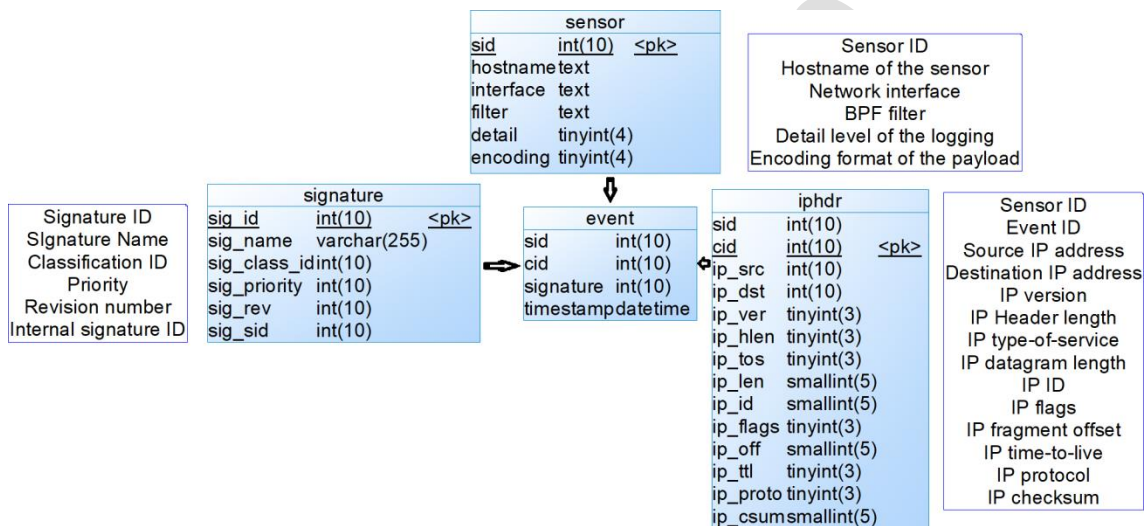 sensor
sid int(10) <pk>
hostname text
interface text
filter text
detail tinyint(4)
encoding tinyint(4)
Sensor ID
Hostname of the sensor
Network interface
BPF filter
Detail level of the logging
Encoding format of the payload
Signature ID
SIgnature Name
Classification ID
Priority
Revision number
Internal signature ID
signature
sig_id int(10) <pk>
sig_name varchar(255)
sig_class_id int(10)
sig_priority int(10)
sig_rev int(10)
sig_sid int(10)
event
sid int(10)
cid int(10)
signature int(10)
timestamp datetime
iphdr
sid int(10)
cid int(10) <pk>
ip_src int(10)
ip_dst int(10)
ip_ver tinyint(3)
ip_hlen tinyint(3)
ip_tos tinyint(3)
ip_len smallint(5)
ip_id smallint(5)
ip_flags tinyint(3)
ip_off smallint(5)
ip_ttl tinyint(3)
ip_proto tinyint(3)
ip_csum smallint(5)
Sensor ID
Event ID
Source IP address
Destination IP address
IP version
IP Header length
IP type-of-service
IP datagram length
IP ID
IP flags
IP fragment offset
IP time-to-live
IP protocol
IP checksum